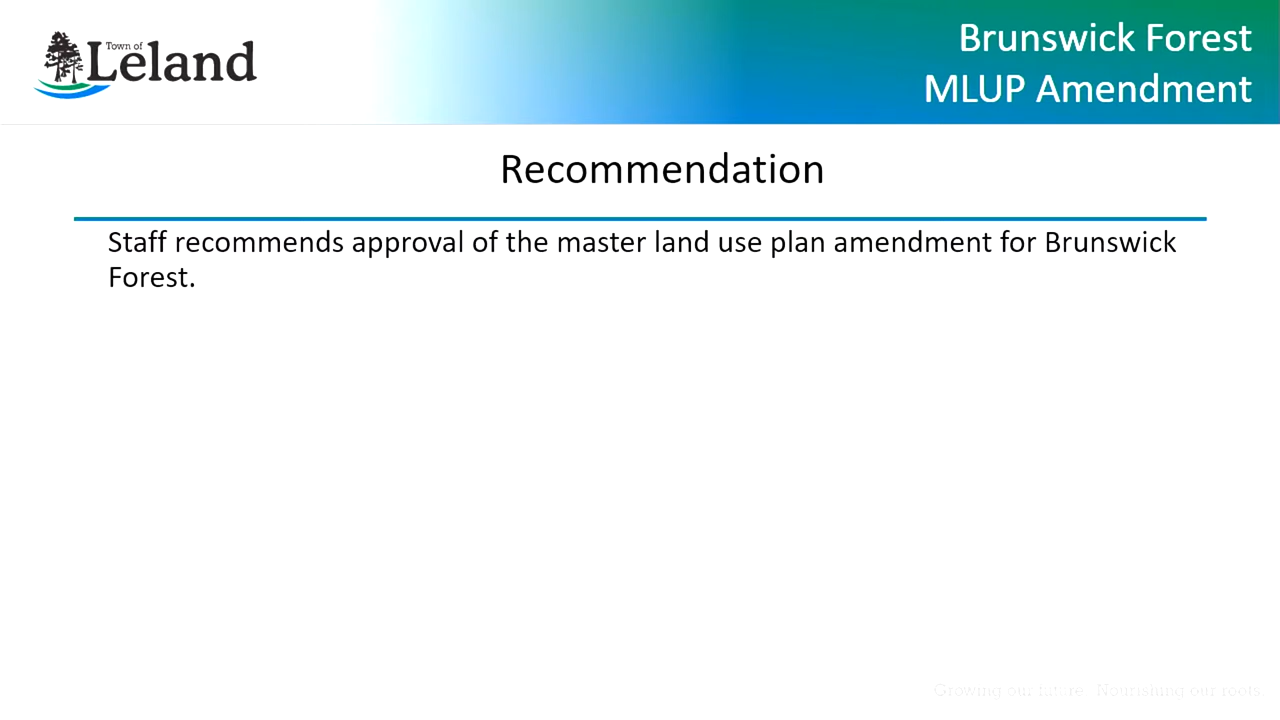 Town of
Leland
Brunswick Forest
MLUP Amendment
Recommendation
Staff recommends approval of the master land use plan amendment for Brunswick
Forest.
Growing our future. Nourishing our roots.